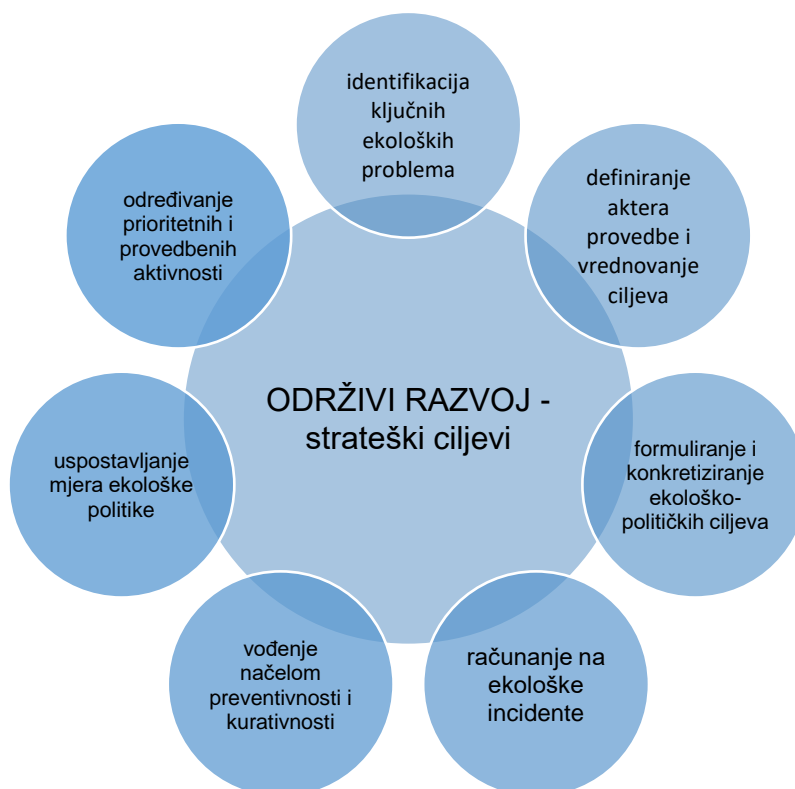 identifikacija
ključnih
ekoloških
problema
definiranje
aktera
provedbe i
vrednovanje
ciljeva
formuliranje i
konkretiziranje
ekološko-
političkih ciljeva
računanje na
ekološke
incidente
vođenje
načelom
preventivnosti i
kurativnosti
uspostavljanje
mjera ekološke
politike
određivanje
prioritetnih i
provedbenih
aktivnosti
ODRŽIVI RAZVOJ -
strateški ciljevi